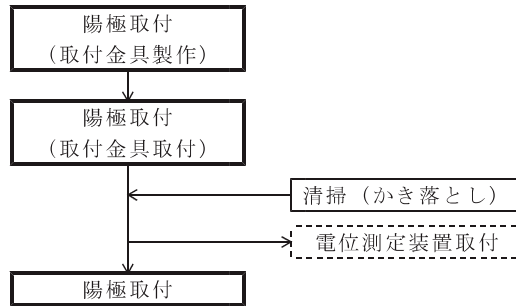 陽極取付
（取付金具製作）
陽極取付
（取付金具取付）
清掃（かき落とし）
電位測定装置取付
陽極取付